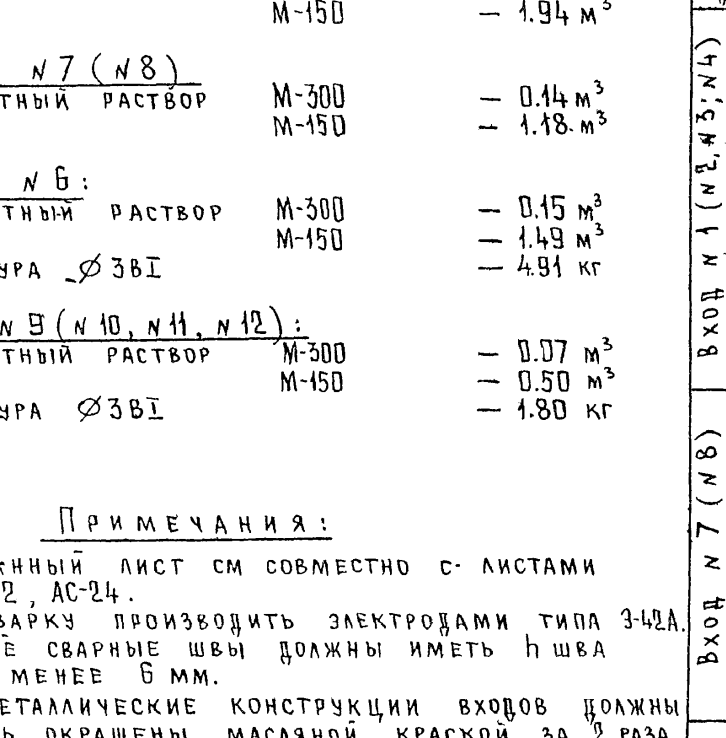 М-150 — 1.94 м³
N 7 (N 8)
ТНЫЙ РАСТВОР М-300 — 0.14 м³
М-150 — 1.18 м³
N 6:
ТНЫЙ РАСТВОР М-300 — 0.15 м³
М-150 — 1.49 м³
УРА Ø 3ВI — 4.91 кг
N 9 (N 10, N 11, N 12):
ТНЫЙ РАСТВОР М-300 — 0.07 м³
М-150 — 0.50 м³
УРА Ø 3ВI — 1.80 кг
ПРИМЕЧАНИЯ:
ННЫЙ ЛИСТ СМ СОВМЕСТНО С ЛИСТАМИ
2, АС-24.
ВАРКУ ПРОИЗВОДИТЬ ЭЛЕКТРОДАМИ ТИПА Э-42А.
Е СВАРНЫЕ ШВЫ ДОЛЖНЫ ИМЕТЬ h ШВА
МЕНЕЕ 6 ММ.
ЕТАЛЛИЧЕСКИЕ КОНСТРУКЦИИ ВХОДОВ ДОЛЖНЫ
Ь ОКРАШЕНЫ МАСЛЯНОЙ КРАСКОЙ ЗА 2 РАЗА
ВХОД N 1 (N2, N3; N4)
ВХОД N 7 (N 8)